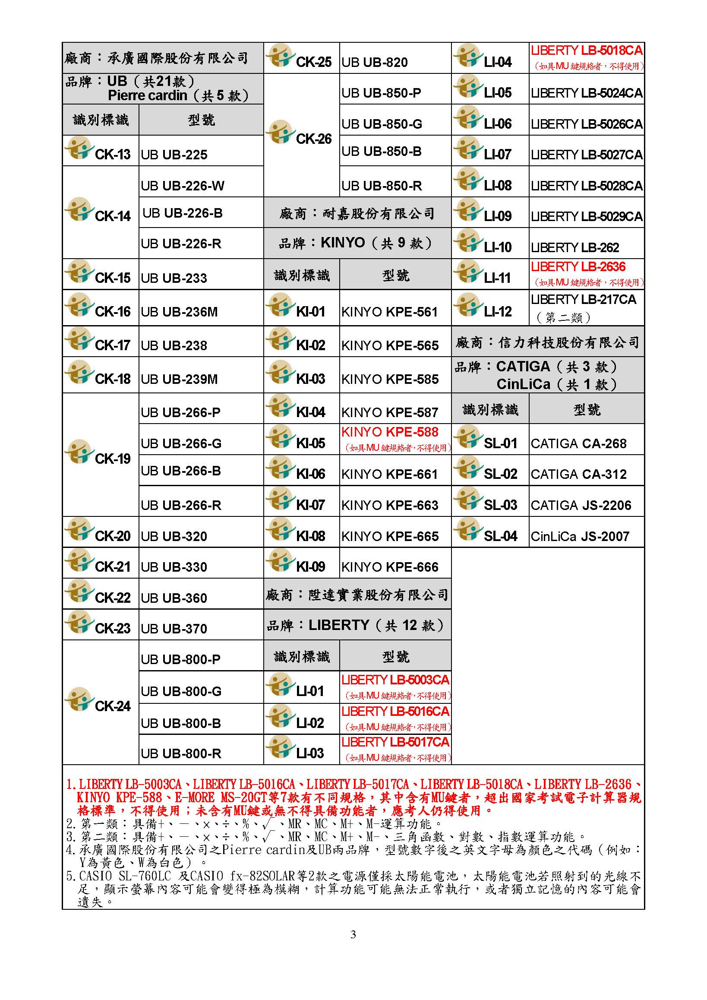 廠商：承廣國際股份有限公司
品牌：UB（共21款）
Pierre cardin（共 5 款）
識別標識 型號
CK-13 UB UB-225
CK-14 UB UB-226-W
UB UB-226-B
UB UB-226-R
CK-15 UB UB-233
CK-16 UB UB-236M
CK-17 UB UB-238
CK-18 UB UB-239M
CK-19 UB UB-266-P
UB UB-266-G
UB UB-266-B
UB UB-266-R
CK-20 UB UB-320
CK-21 UB UB-330
CK-22 UB UB-360
CK-23 UB UB-370
CK-24 UB UB-800-P
UB UB-800-G
UB UB-800-B
UB UB-800-R
CK-25 UB UB-820
CK-26 UB UB-850-P
UB UB-850-G
UB UB-850-B
UB UB-850-R
廠商：耐嘉股份有限公司
品牌：KINYO（共 9 款）
識別標識 型號
KI-01 KINYO KPE-561
KI-02 KINYO KPE-565
KI-03 KINYO KPE-585
KI-04 KINYO KPE-587
KI-05 KINYO KPE-588
（如具MU 鍵規格者，不得使用）
KI-06 KINYO KPE-661
KI-07 KINYO KPE-663
KI-08 KINYO KPE-665
KI-09 KINYO KPE-666
廠商：陞達實業股份有限公司
品牌：LIBERTY（共 12 款）
識別標識 型號
LI-01 LIBERTY LB-5003CA
（如具MU 鍵規格者，不得使用）
LI-02 LIBERTY LB-5016CA
（如具MU 鍵規格者，不得使用）
LI-03 LIBERTY LB-5017CA
（如具MU 鍵規格者，不得使用）
LI-04 LIBERTY LB-5018CA
（如具MU 鍵規格者，不得使用）
LI-05 LIBERTY LB-5024CA
LI-06 LIBERTY LB-5026CA
LI-07 LIBERTY LB-5027CA
LI-08 LIBERTY LB-5028CA
LI-09 LIBERTY LB-5029CA
LI-10 LIBERTY LB-262
LI-11 LIBERTY LB-2636
（如具MU 鍵規格者，不得使用）
LI-12 LIBERTY LB-217CA
（第二類）
廠商：信力科技股份有限公司
品牌：CATIGA（共 3 款）
CinLiCa（共 1 款）
識別標識 型號
SL-01 CATIGA CA-268
SL-02 CATIGA CA-312
SL-03 CATIGA JS-2206
SL-04 CinLiCa JS-2007
1. LIBERTY LB-5003CA、LIBERTY LB-5016CA、LIBERTY LB-5017CA、LIBERTY LB-5018CA、LIBERTY LB-2636、
KINYO KPE-588、E-MORE MS-20GT等7款有不同規格，其中含有MU鍵者，超出國家考試電子計算器規
格標準，不得使用；未含有MU鍵或無不得具備功能者，應考人仍得使用。
2. 第一類：具備+、－、×、÷、%、√ 、MR、MC、M+、M-運算功能。
3. 第二類：具備+、－、×、÷、%、√ 、MR、MC、M+、M-、三角函數、對數、指數運算功能。
4. 承廣國際股份有限公司之Pierre cardin及UB兩品牌，型號數字後之英文字母為顏色之代碼（例如：
Y為黃色、W為白色）。
5. CASIO SL-760LC 及CASIO fx-82SOLAR等2款之電源僅採太陽能電池，太陽能電池若照射到的光線不
足，顯示螢幕內容可能會變得極為模糊，計算功能可能無法正常執行，或者獨立記憶的內容可能會
遺失。
3